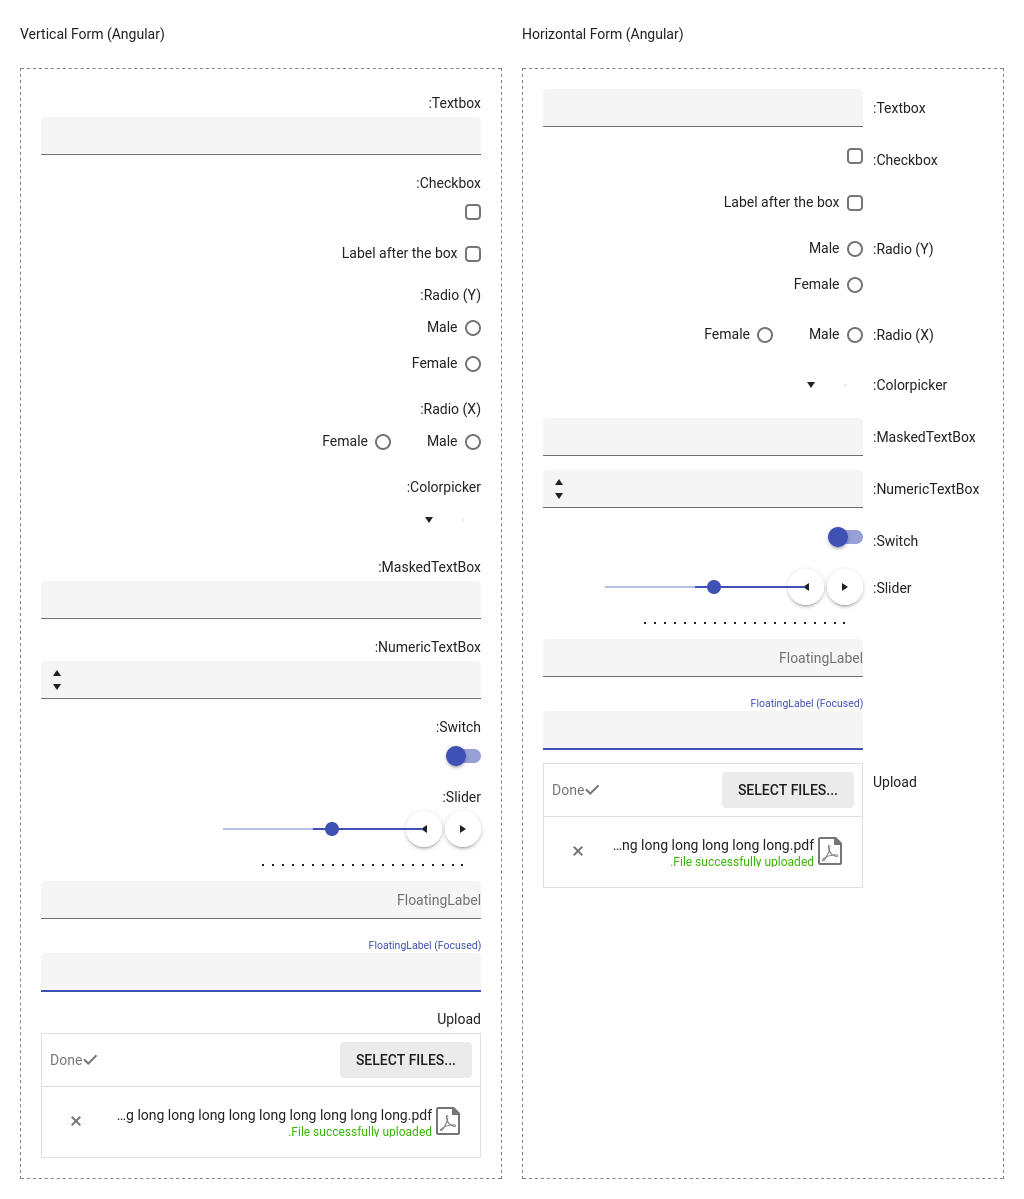 Vertical Form (Angular)
:Textbox
:Checkbox
Label after the box
:Radio (Y)
Male
Female
:Radio (X)
Female Male
:Colorpicker
:MaskedTextBox
:NumericTextBox
:Switch
:Slider
FloatingLabel
FloatingLabel (Focused)
Upload
Done SELECT FILES...
...g long long long long long long long long long.pdf
.File successfully uploaded
Horizontal Form (Angular)
:Textbox
:Checkbox
Label after the box
Male :Radio (Y)
Female
Female Male :Radio (X)
:Colorpicker
:MaskedTextBox
:NumericTextBox
:Switch
:Slider
FloatingLabel
FloatingLabel (Focused)
Upload
Done SELECT FILES...
...ng long long long long long.pdf
.File successfully uploaded